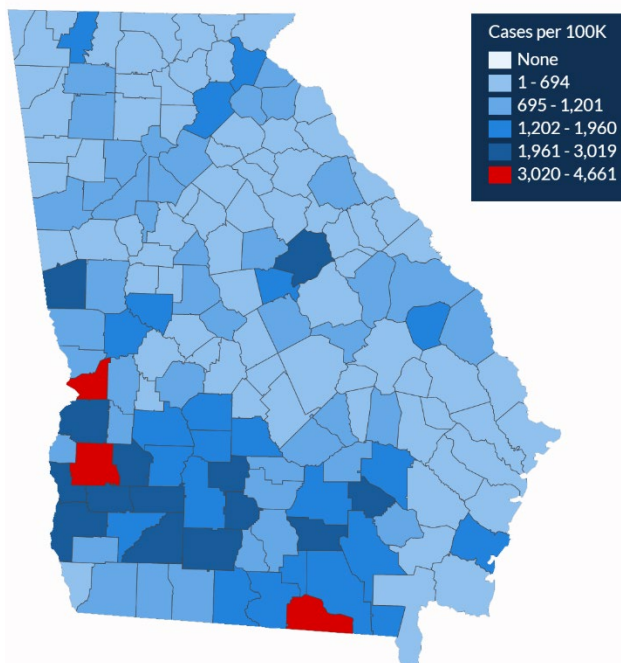 Cases per 100K
None
1 - 694
695 - 1,201
1,202 - 1,960
1,961 - 3,019
3,020 - 4,661